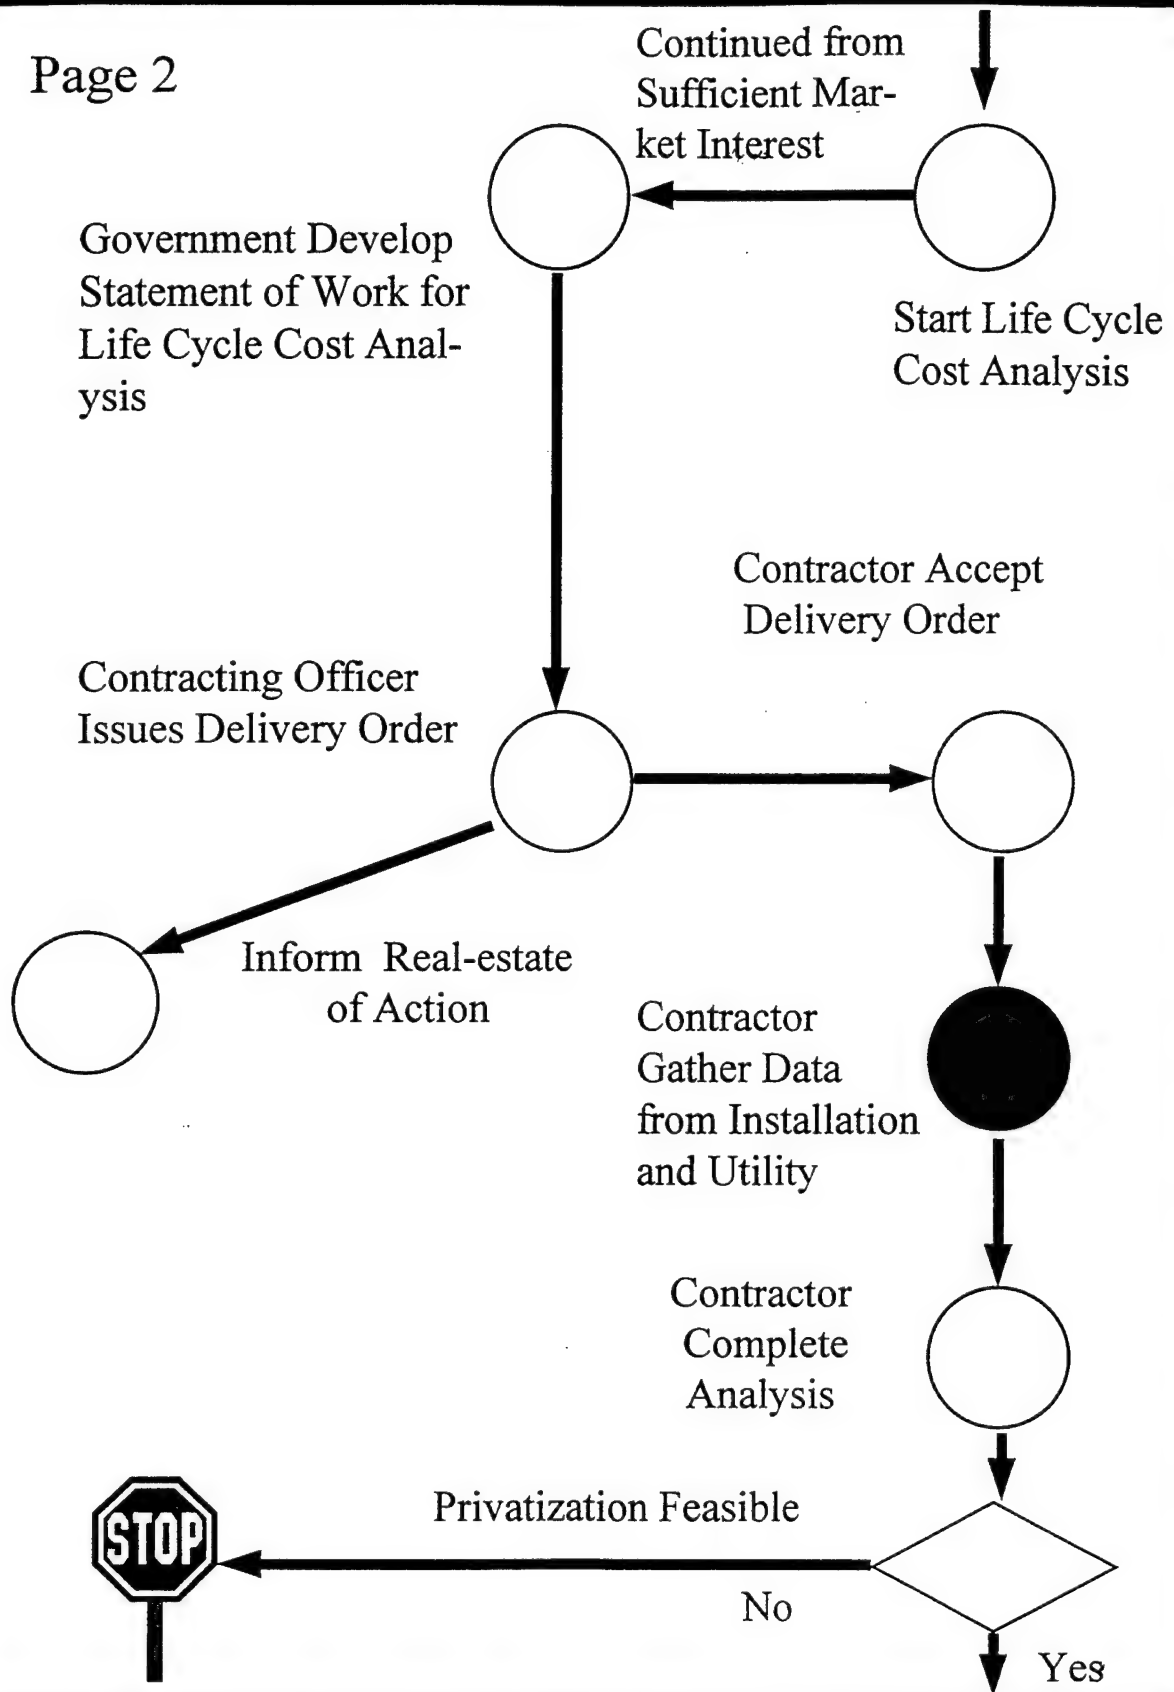 Page 2
Continued from
Sufficient Mar-
ket Interest
Government Develop
Statement of Work for
Life Cycle Cost Anal-
ysis
Start Life Cycle
Cost Analysis
Contractor Accept
Delivery Order
Contracting Officer
Issues Delivery Order
Inform Real-estate
of Action
Contractor
Gather Data
from Installation
and Utility
Contractor
Complete
Analysis
Privatization Feasible
STOP
No
Yes